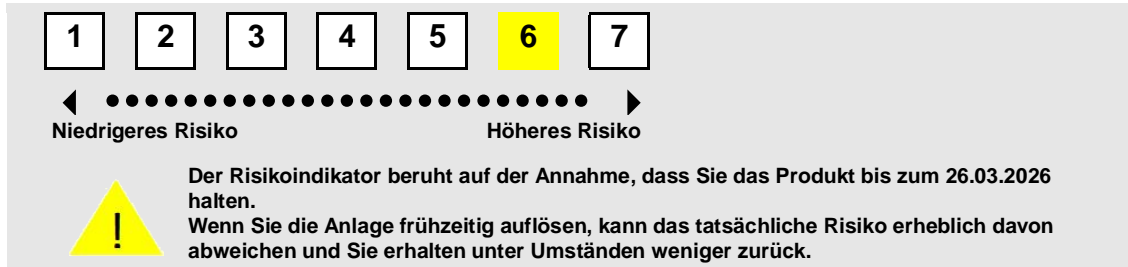 1 2 3 4 5 6 7
Niedrigeres Risiko Höheres Risiko
Der Risikoindikator beruht auf der Annahme, dass Sie das Produkt bis zum 26.03.2026
halten.
Wenn Sie die Anlage frühzeitig auflösen, kann das tatsächliche Risiko erheblich davon
abweichen und Sie erhalten unter Umständen weniger zurück.
!